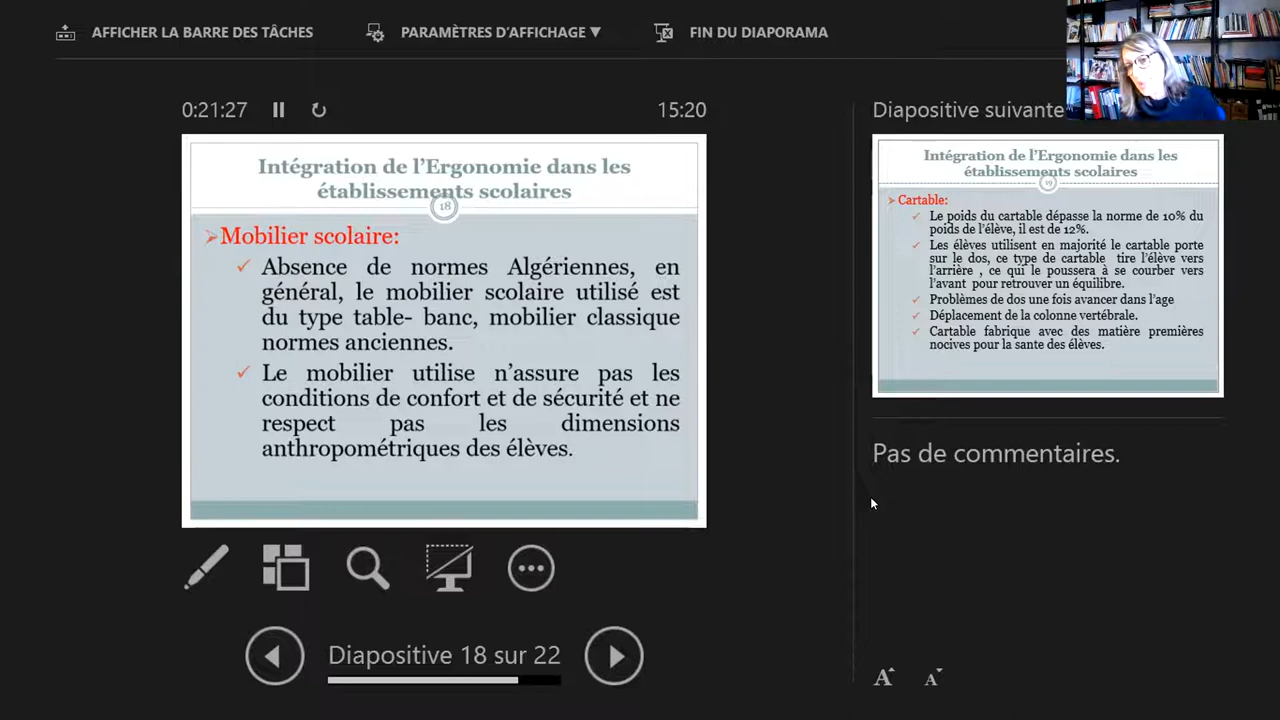 AFFICHER LA BARRE DES TÂCHES
PARAMÈTRES D'AFFICHAGE ▼
FIN DU DIAPORAMA
0:21:27
15:20
Intégration de l'Ergonomie dans les
établissements scolaires
18
Mobilier scolaire:
Absence de normes Algériennes, en
général, le mobilier scolaire utilisé est
du type table- banc, mobilier classique
normes anciennes.
Le mobilier utilise n'assure pas les
conditions de confort et de sécurité et ne
respect pas les dimensions
anthropométriques des élèves.
Diapositive 18 sur 22
Diapositive suivante
Intégration de l'Ergonomie dans les
établissements scolaires
19
Cartable:
Le poids du cartable dépasse la norme de 10% du
poids de l'élève, il est de 12%.
Les élèves utilisent en majorité le cartable porte
sur le dos, ce type de cartable tire l'élève vers
l'arrière , ce qui le poussera à se courber vers
l'avant pour retrouver un équilibre.
Problèmes de dos une fois avancer dans l'age
Déplacement de la colonne vertébrale.
Cartable fabrique avec des matière premières
nocives pour la sante des élèves.
Pas de commentaires.
A A